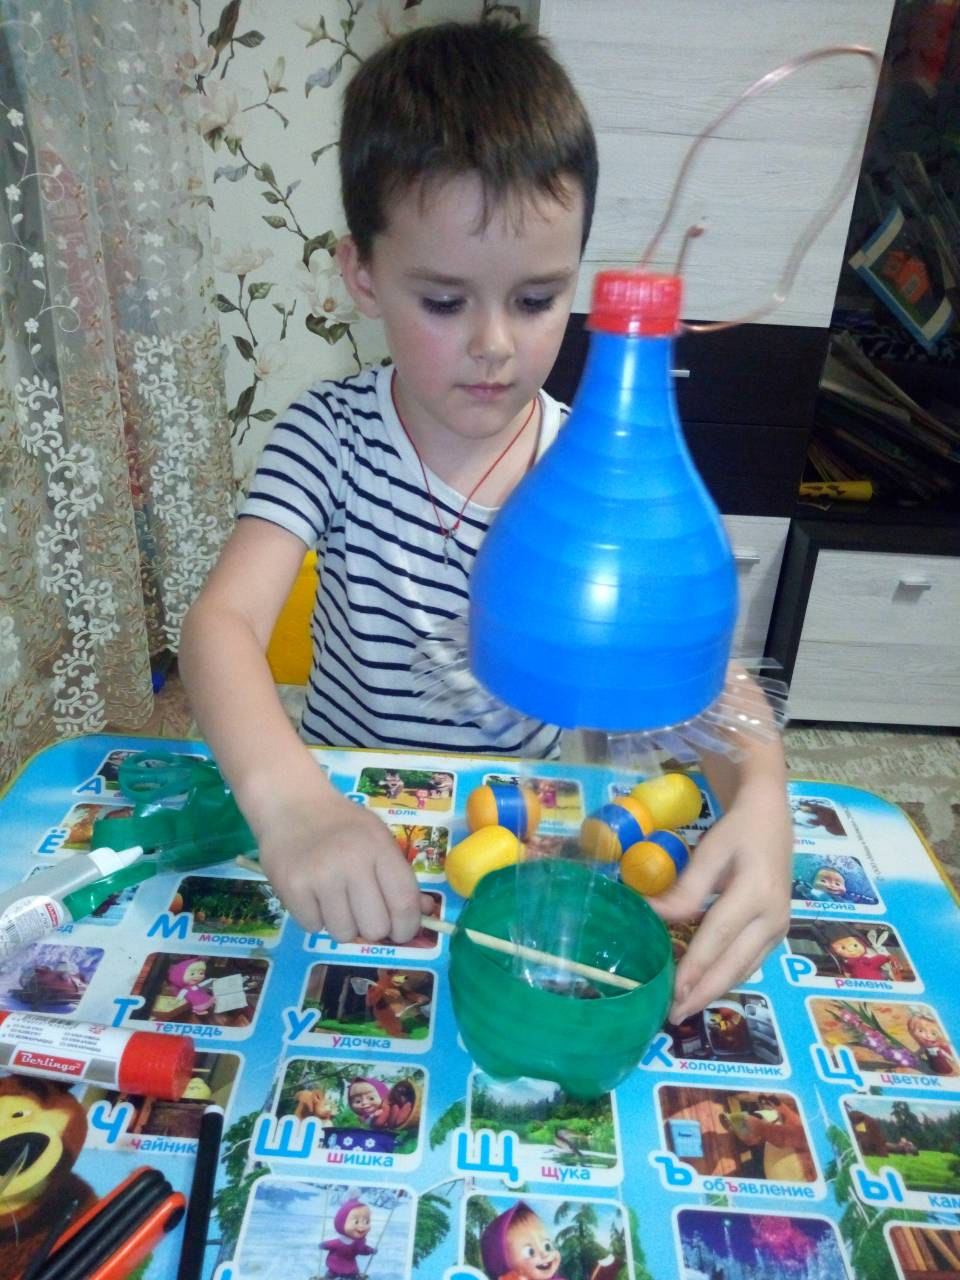 А
Ё
волк
М
морковь
ноги
корона
Р
ремень
Т
тетрадь
У
удочка
Х
холодильник
Ц
цветок
Berlingo
Ч
чайник
Ш
шишка
Щ
щука
Ъ
объявление
Ы